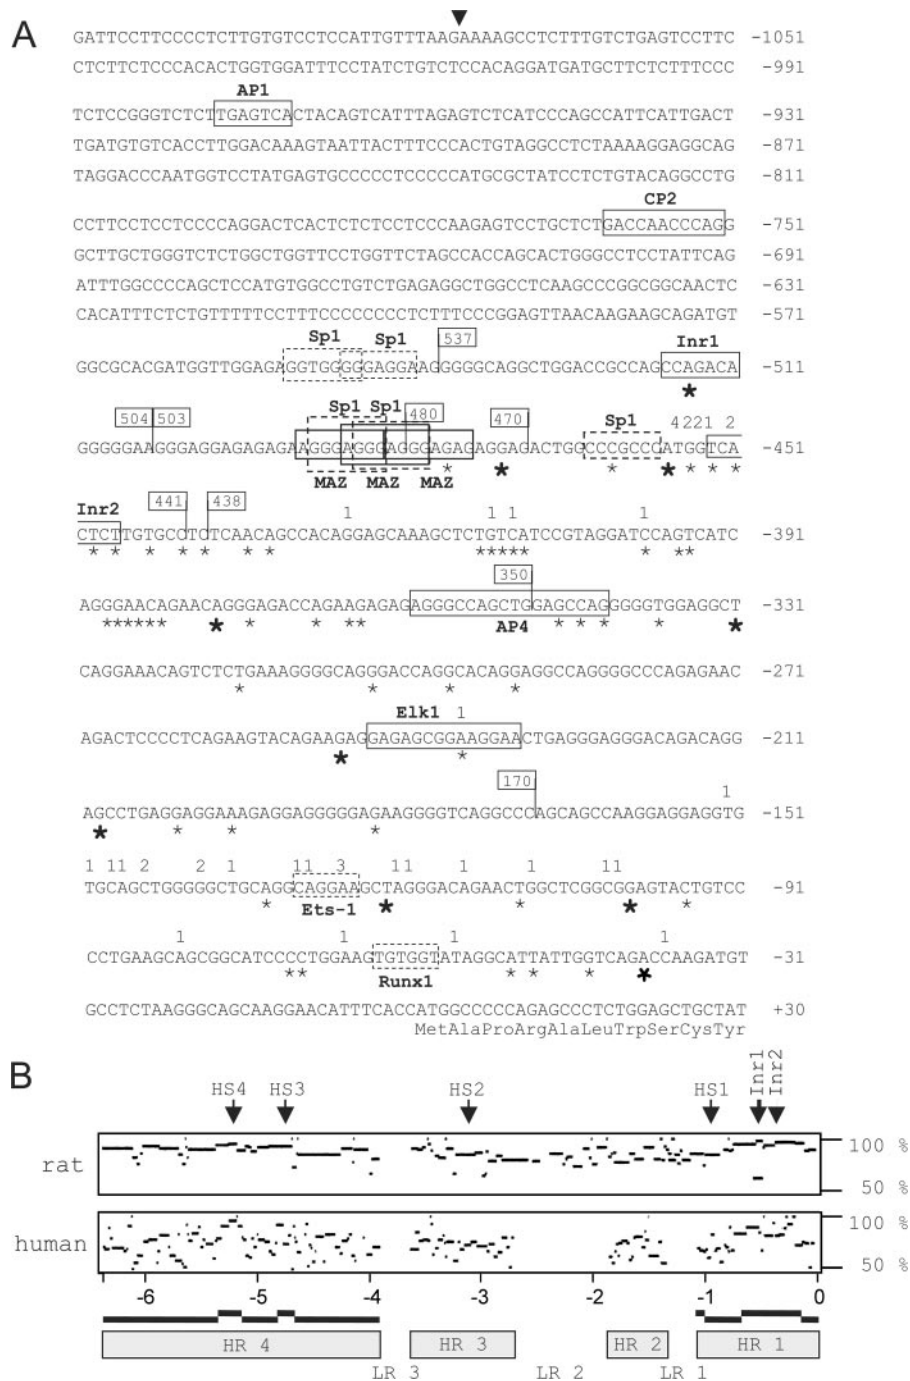 A
GATTCCTTCCCCTCTTGTGTCCTCCATTGTTTAAGAAAAGCCTCTTTGTCTGAGTCCTTC -1051
CTCTTCTCCCACACTGGTGGATTTCCTATCTGTCTCCACAGGATGATGCTTCTCTTTCCC -991
AP1
TCTCCGGGTCTCTTGAGTCACTACAGTCATTTAGAGTCTCATCCCAGCCATTCATTGACT -931
TGATGTGTCACCTTGGACAAAGTAATTACTTTCCCACTGTAGGCCTCTAAAAGGAGGCAG -871
TAGGACCCAATGGTCCTATGAGTGCCCCCTCCCCCATGCGCTATCCTCTGTACAGGCCTG -811
CP2
CCTTCCTCCTCCCCAGGACTCACTCTCTCCTCCCAAGAGTCCTGCTCTGACCAACCCAGG -751
GCTTGCTGGGTCTCTGGCTGGTTCCTGGTTCTAGCCACCAGCACTGGGCCTCCTATTCAG -691
ATTTGGCCCCAGCTCCATGTGGCCTGTCTGAGAGGCTGGCCTCAAGCCCGGCGGCAACTC -631
CACATTTCTCTGTTTTTCCTTTCCCCCCCCTCTTTCCCGGAGTTAACAAGAAGCAGATGT -571
Sp1 Sp1 537 Inr1
GGCGCACGATGGTTGGAGAGGTGGGGGAGGAAGGGGGCAGGCTGGACCGCCAGCCAGACA -511
*
504 503 Sp1 Sp1 480 470 Sp1 4221 2
GGGGGAAGGGAGGAGAGAGAAGGGAGGGAGGGAGAGAGGAGACTGGCCCGCCCATGGTCA -451
* * * * * * *
MAZ MAZ MAZ
Inr2 441 438 1 1 1 1
CTCTTGTGCCTCTCAACAGCCACAGGAGCAAAGCTCTGTCATCCGTAGGATCCAGTCATC -391
* * * * * * * * * * * * * * *
350
AGGGAACAGAACAGGGAGACCAGAAGAGAGAGGGCCAGCTGGAGCCAGGGGGTGGAGGCT -331
* * * * * * * * * * * * * * * *
AP4
CAGGAAACAGTCTCTGAAAGGGGCAGGGACCAGGCACAGGAGGCCAGGGGCCCAGAGAAC -271
* * * *
Elk1 1
AGACTCCCCTCAGAAGTACAGAAGAGGAGAGCGGAAGGAACTGAGGGAGGGACAGACAGG -211
* *
170 1
AGCCTGAGGAGGAAAGAGGAGGGGGAGAAGGGGTCAGGCCCAGCAGCCAAGGAGGAGGTG -151
* * * *
1 11 2 2 1 11 3 11 1 1 11
TGCAGCTGGGGGCTGCAGGCAGGAAGCTAGGGACAGAACTGGCTCGGCGGAGTACTGTCC -91
* * * * *
Ets-1
1 1 1 1
CCTGAAGCAGCGGCATCCCCTGGAAGTGTGGTATAGGCATTATTGGTCAGACCAAGATGT -31
* * * * * *
Runx1
GCCTCTAAGGGCAGCAAGGAACATTTCACCATGGCCCCCAGAGCCCTCTGGAGCTGCTAT +30
MetAlaProArgAlaLeuTrpSerCysTyr
B
HS4 HS3 HS2 HS1 Inr1 Inr2
rat 100 % 50 %
human 100 % 50 %
-6 -5 -4 -3 -2 -1 0
HR 4 HR 3 HR 2 HR 1
LR 3 LR 2 LR 1